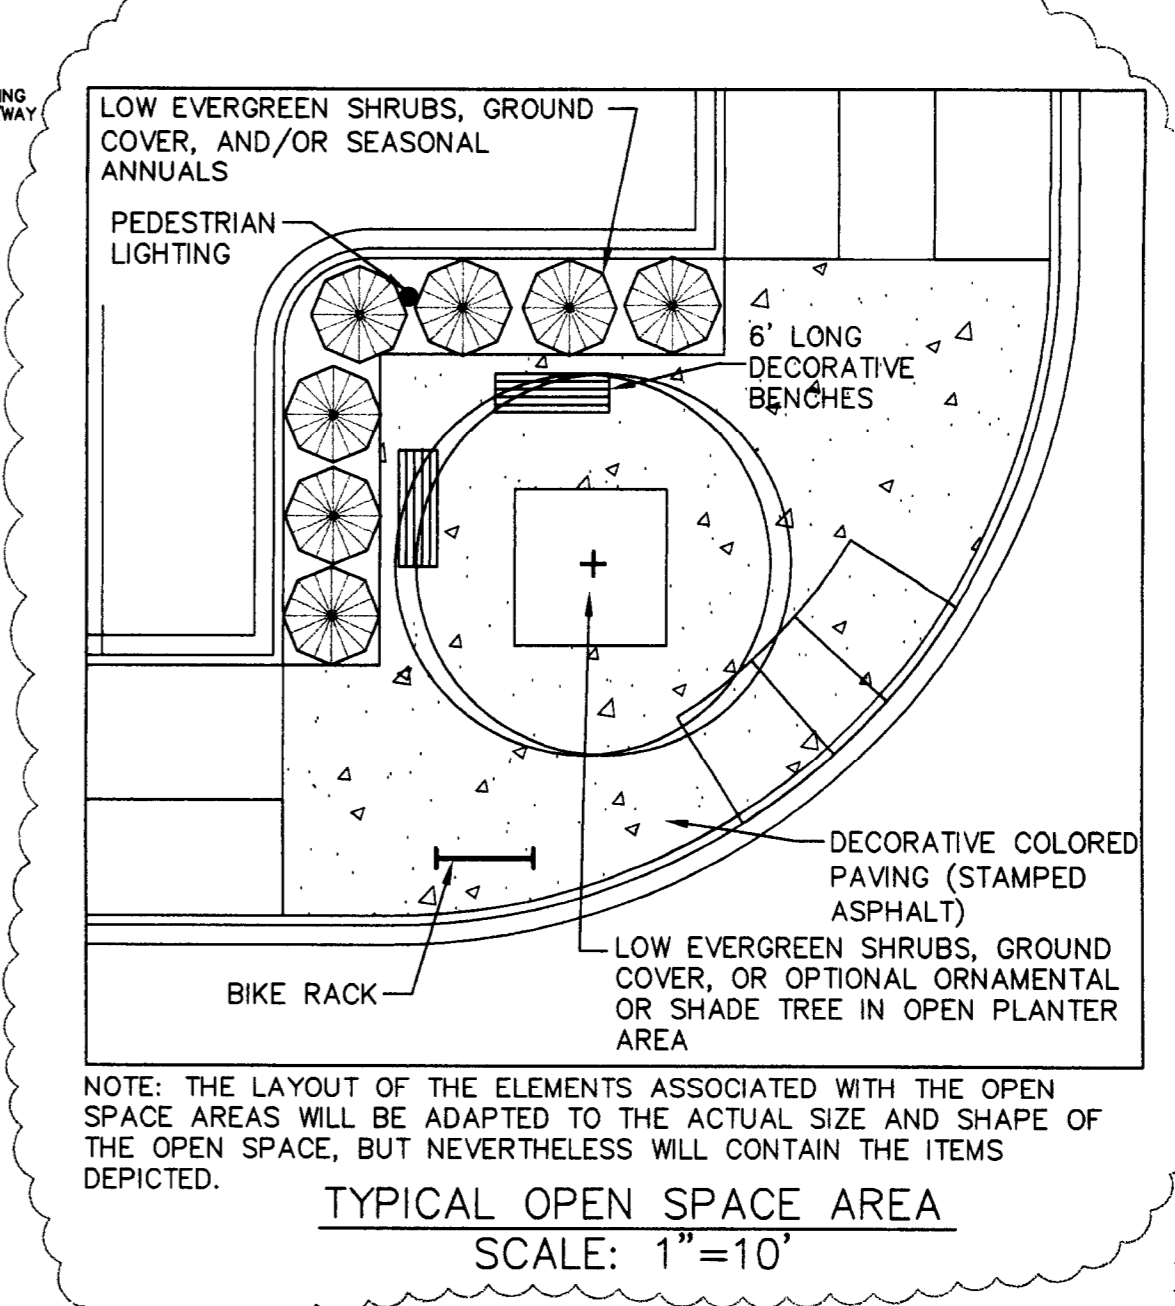 ING
WAY
LOW EVERGREEN SHRUBS, GROUND
COVER, AND/OR SEASONAL
ANNUALS
PEDESTRIAN
LIGHTING
6' LONG
DECORATIVE
BENCHES
DECORATIVE COLORED
PAVING (STAMPED
ASPHALT)
LOW EVERGREEN SHRUBS, GROUND
COVER, OR OPTIONAL ORNAMENTAL
OR SHADE TREE IN OPEN PLANTER
AREA
BIKE RACK
NOTE: THE LAYOUT OF THE ELEMENTS ASSOCIATED WITH THE OPEN
SPACE AREAS WILL BE ADAPTED TO THE ACTUAL SIZE AND SHAPE OF
THE OPEN SPACE, BUT NEVERTHELESS WILL CONTAIN THE ITEMS
DEPICTED.
TYPICAL OPEN SPACE AREA
SCALE: 1"=10'